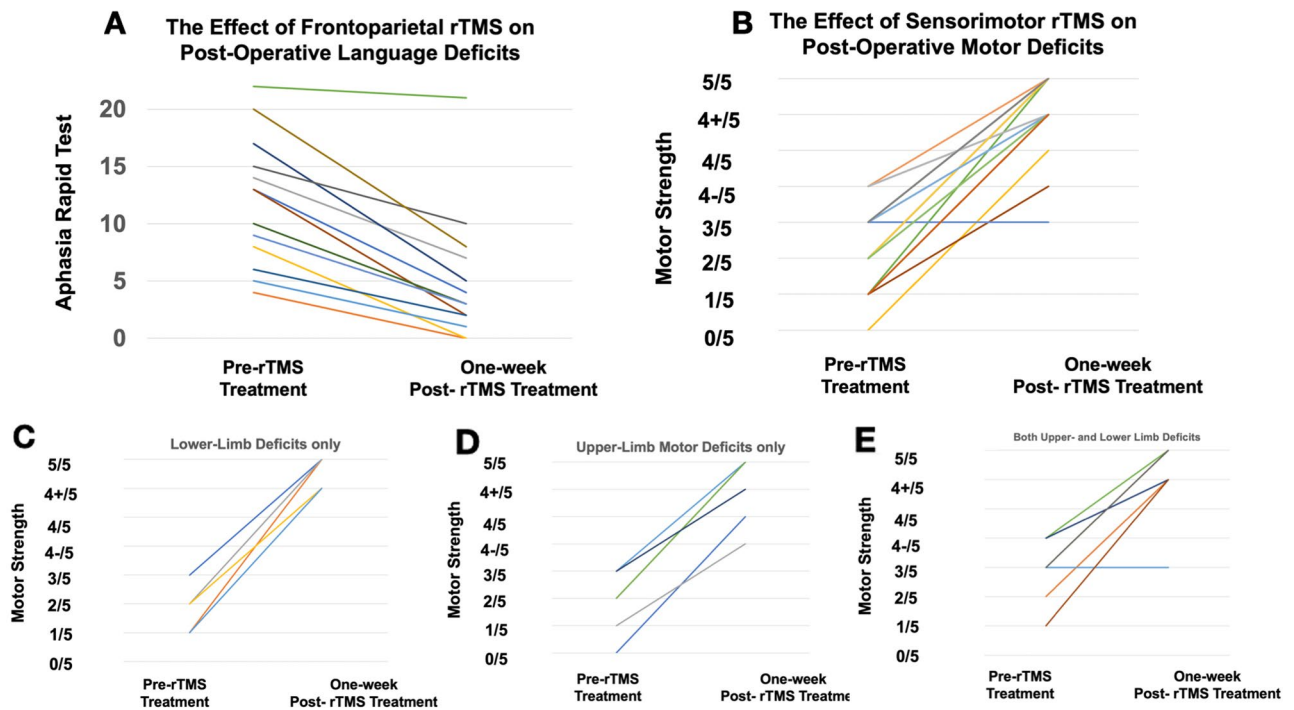 A
The Effect of Frontoparietal rTMS on
Post-Operative Language Deficits
Aphasia Rapid Test
20
15
10
5
0
Pre-rTMS
Treatment
One-week
Post- rTMS Treatment
B
The Effect of Sensorimotor rTMS on
Post-Operative Motor Deficits
Motor Strength
5/5
4+/5
4/5
4-/5
3/5
2/5
1/5
0/5
Pre-rTMS
Treatment
One-week
Post- rTMS Treatment
C
Lower-Limb Deficits only
Motor Strength
5/5
4+/5
4/5
4-/5
3/5
2/5
1/5
0/5
Pre-rTMS
Treatment
One-week
Post- rTMS Treatment
D
Upper-Limb Motor Deficits only
Motor Strength
5/5
4+/5
4/5
4-/5
3/5
2/5
1/5
0/5
Pre-rTMS
Treatment
One-week
Post- rTMS Treatme
E
Both Upper- and Lower Limb Deficits
Motor Strength
5/5
4+/5
4/5
4-/5
3/5
2/5
1/5
0/5
Pre-rTMS
Treatment
One-week
Post- rTMS Treatment